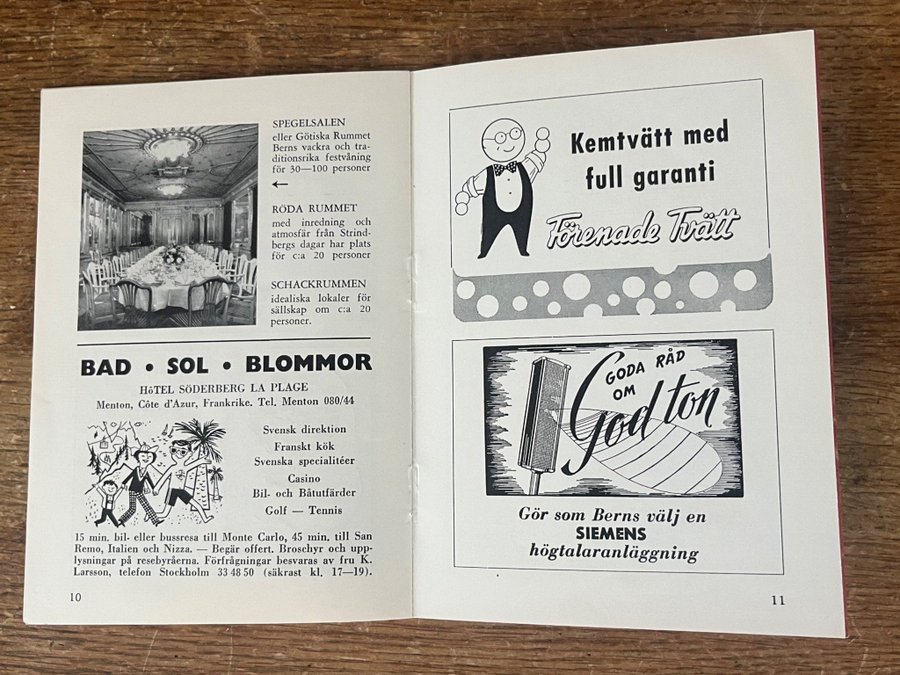 SPEGELSALEN
eller Götiska Rummet
Berns vackra och tra-
ditionsrika festvåning
för 30—100 personer
←
RÖDA RUMMET
med inredning och
atmosfär från Strind-
bergs dagar har plats
för c:a 20 personer
SCHACKRUMMEN
idealiska lokaler för
sällskap om c:a 20
personer.
BAD • SOL • BLOMMOR
HôTEL SÖDERBERG LA PLAGE
Menton, Côte d'Azur, Frankrike. Tel. Menton 080/44
Svensk direktion
Franskt kök
Svenska specialitéer
Casino
Bil- och Båtutfärder
Golf — Tennis
15 min. bil- eller bussresa till Monte Carlo, 45 min. till San
Remo, Italien och Nizza. — Begär offert. Broschyr och upp-
lysningar på resebyråerna. Förfrågningar besvaras av fru K.
Larsson, telefon Stockholm 33 48 50 (säkrast kl. 17—19).
10
Kemtvätt med
full garanti
Förenade Tvätt
GODA RÅD
OM
God ton
Gör som Berns välj en
SIEMENS
högtalaranläggning
11